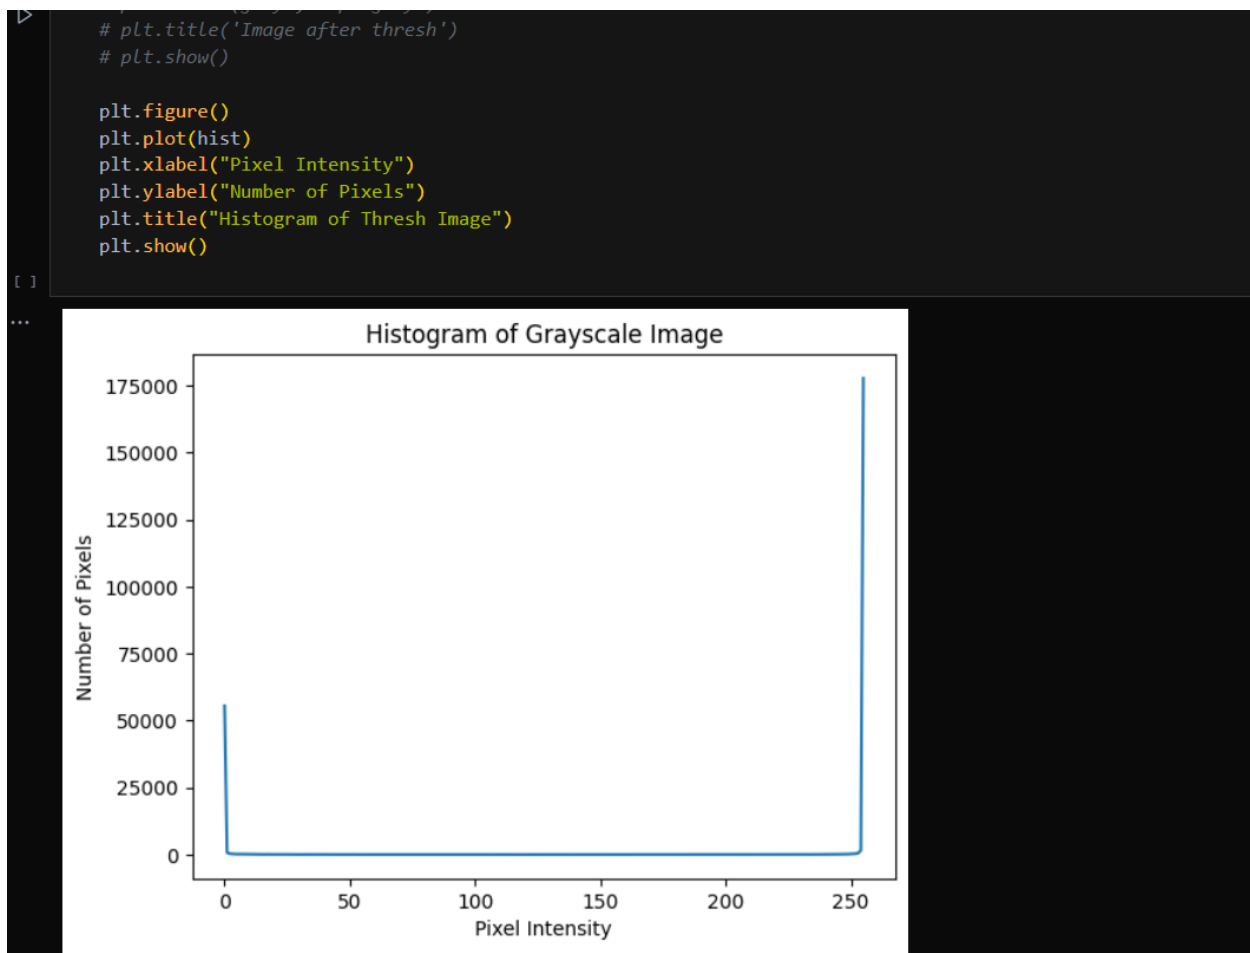 # plt.title('Image after thresh')
# plt.show()
plt.figure()
plt.plot(hist)
plt.xlabel("Pixel Intensity")
plt.ylabel("Number of Pixels")
plt.title("Histogram of Thresh Image")
plt.show()
[ ]
...
Histogram of Grayscale Image
175000
150000
125000
100000
75000
50000
25000
0
Number of Pixels
0 50 100 150 200 250
Pixel Intensity